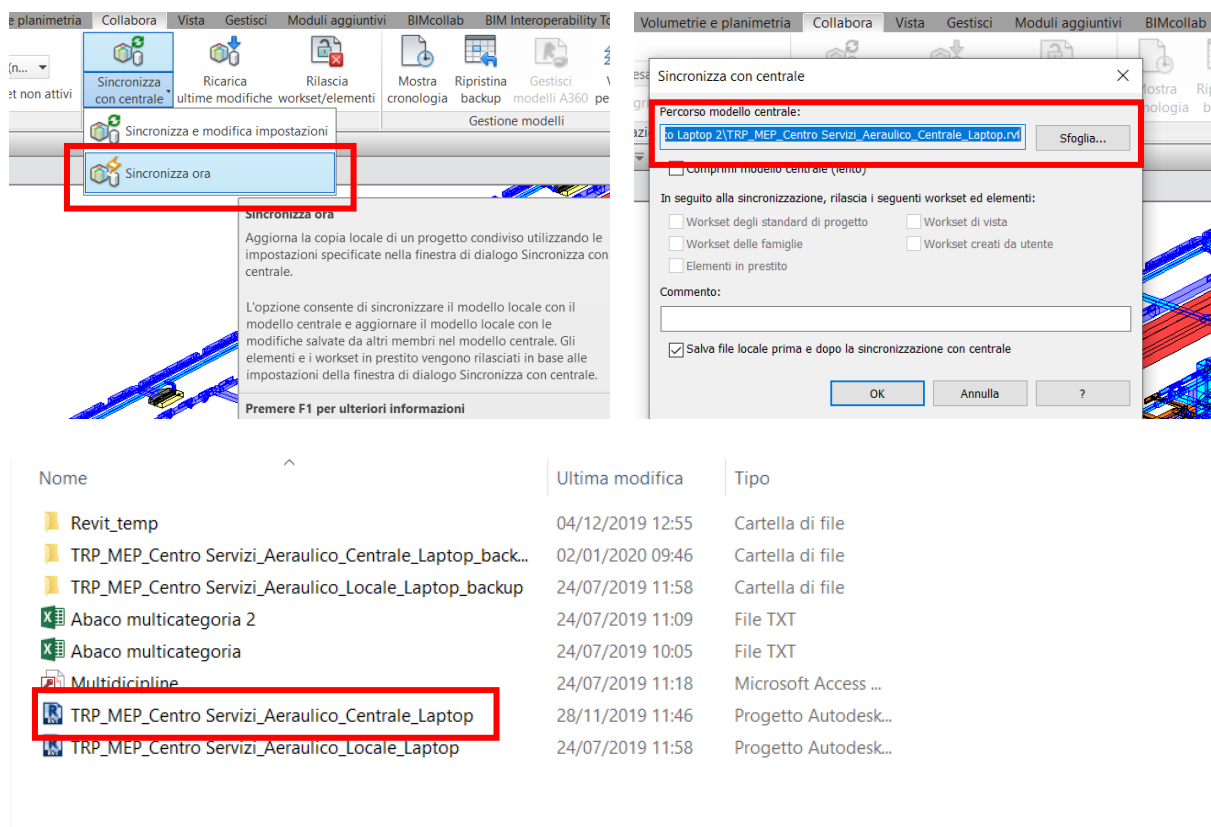 e planimetria Collabora Vista Gestisci Moduli aggiuntivi BIMcollab BIM Interoperability To
(n...
et non attivi
Sincronizza con centrale
Ricarica ultime modifiche
Rilascia workset/elementi
Mostra cronologia
Ripristina backup
Gestisci modelli A360
pe
Gestione modelli
Sincronizza e modifica impostazioni
Sincronizza ora
Sincronizza ora
Aggiorna la copia locale di un progetto condiviso utilizzando le
impostazioni specificate nella finestra di dialogo Sincronizza con
centrale.
L'opzione consente di sincronizzare il modello locale con il
modello centrale e aggiornare il modello locale con le
modifiche salvate da altri membri nel modello centrale. Gli
elementi e i workset in prestito vengono rilasciati in base alle
impostazioni della finestra di dialogo Sincronizza con centrale.
Premere F1 per ulteriori informazioni
Volumetrie e planimetria Collabora Vista Gestisci Moduli aggiuntivi BIMcollab
Sincronizza con centrale
Percorso modello centrale:
to Laptop 2\TRP_MEP_Centro Servizi_Aeraulico_Centrale_Laptop.rvt
Sfoglia...
Comprimi modello centrale (lento)
In seguito alla sincronizzazione, rilascia i seguenti workset ed elementi:
Workset degli standard di progetto Workset di vista
Workset delle famiglie Workset creati da utente
Elementi in prestito
Commento:
Salva file locale prima e dopo la sincronizzazione con centrale
OK Annulla ?
Nome Ultima modifica Tipo
Revit_temp 04/12/2019 12:55 Cartella di file
TRP_MEP_Centro Servizi_Aeraulico_Centrale_Laptop_back... 02/01/2020 09:46 Cartella di file
TRP_MEP_Centro Servizi_Aeraulico_Locale_Laptop_backup 24/07/2019 11:58 Cartella di file
Abaco multicategoria 2 24/07/2019 11:09 File TXT
Abaco multicategoria 24/07/2019 10:05 File TXT
Multidicipline 24/07/2019 11:18 Microsoft Access ...
TRP_MEP_Centro Servizi_Aeraulico_Centrale_Laptop 28/11/2019 11:46 Progetto Autodesk...
TRP_MEP_Centro Servizi_Aeraulico_Locale_Laptop 24/07/2019 11:58 Progetto Autodesk...